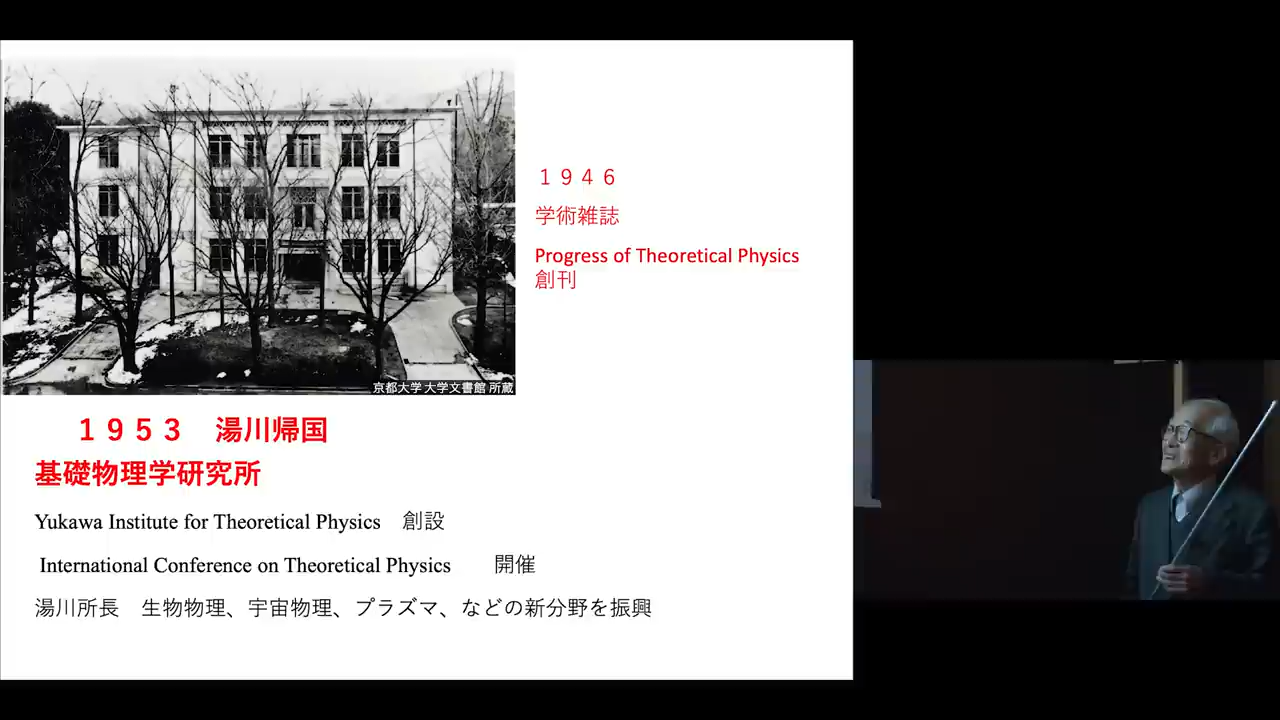 １９４６
学術雑誌
Progress of Theoretical Physics
創刊
京都大学 大学文書館 所蔵
１９５３　湯川帰国
基礎物理学研究所
Yukawa Institute for Theoretical Physics　創設
International Conference on Theoretical Physics　　開催
湯川所長　生物物理、宇宙物理、プラズマ、などの新分野を振興